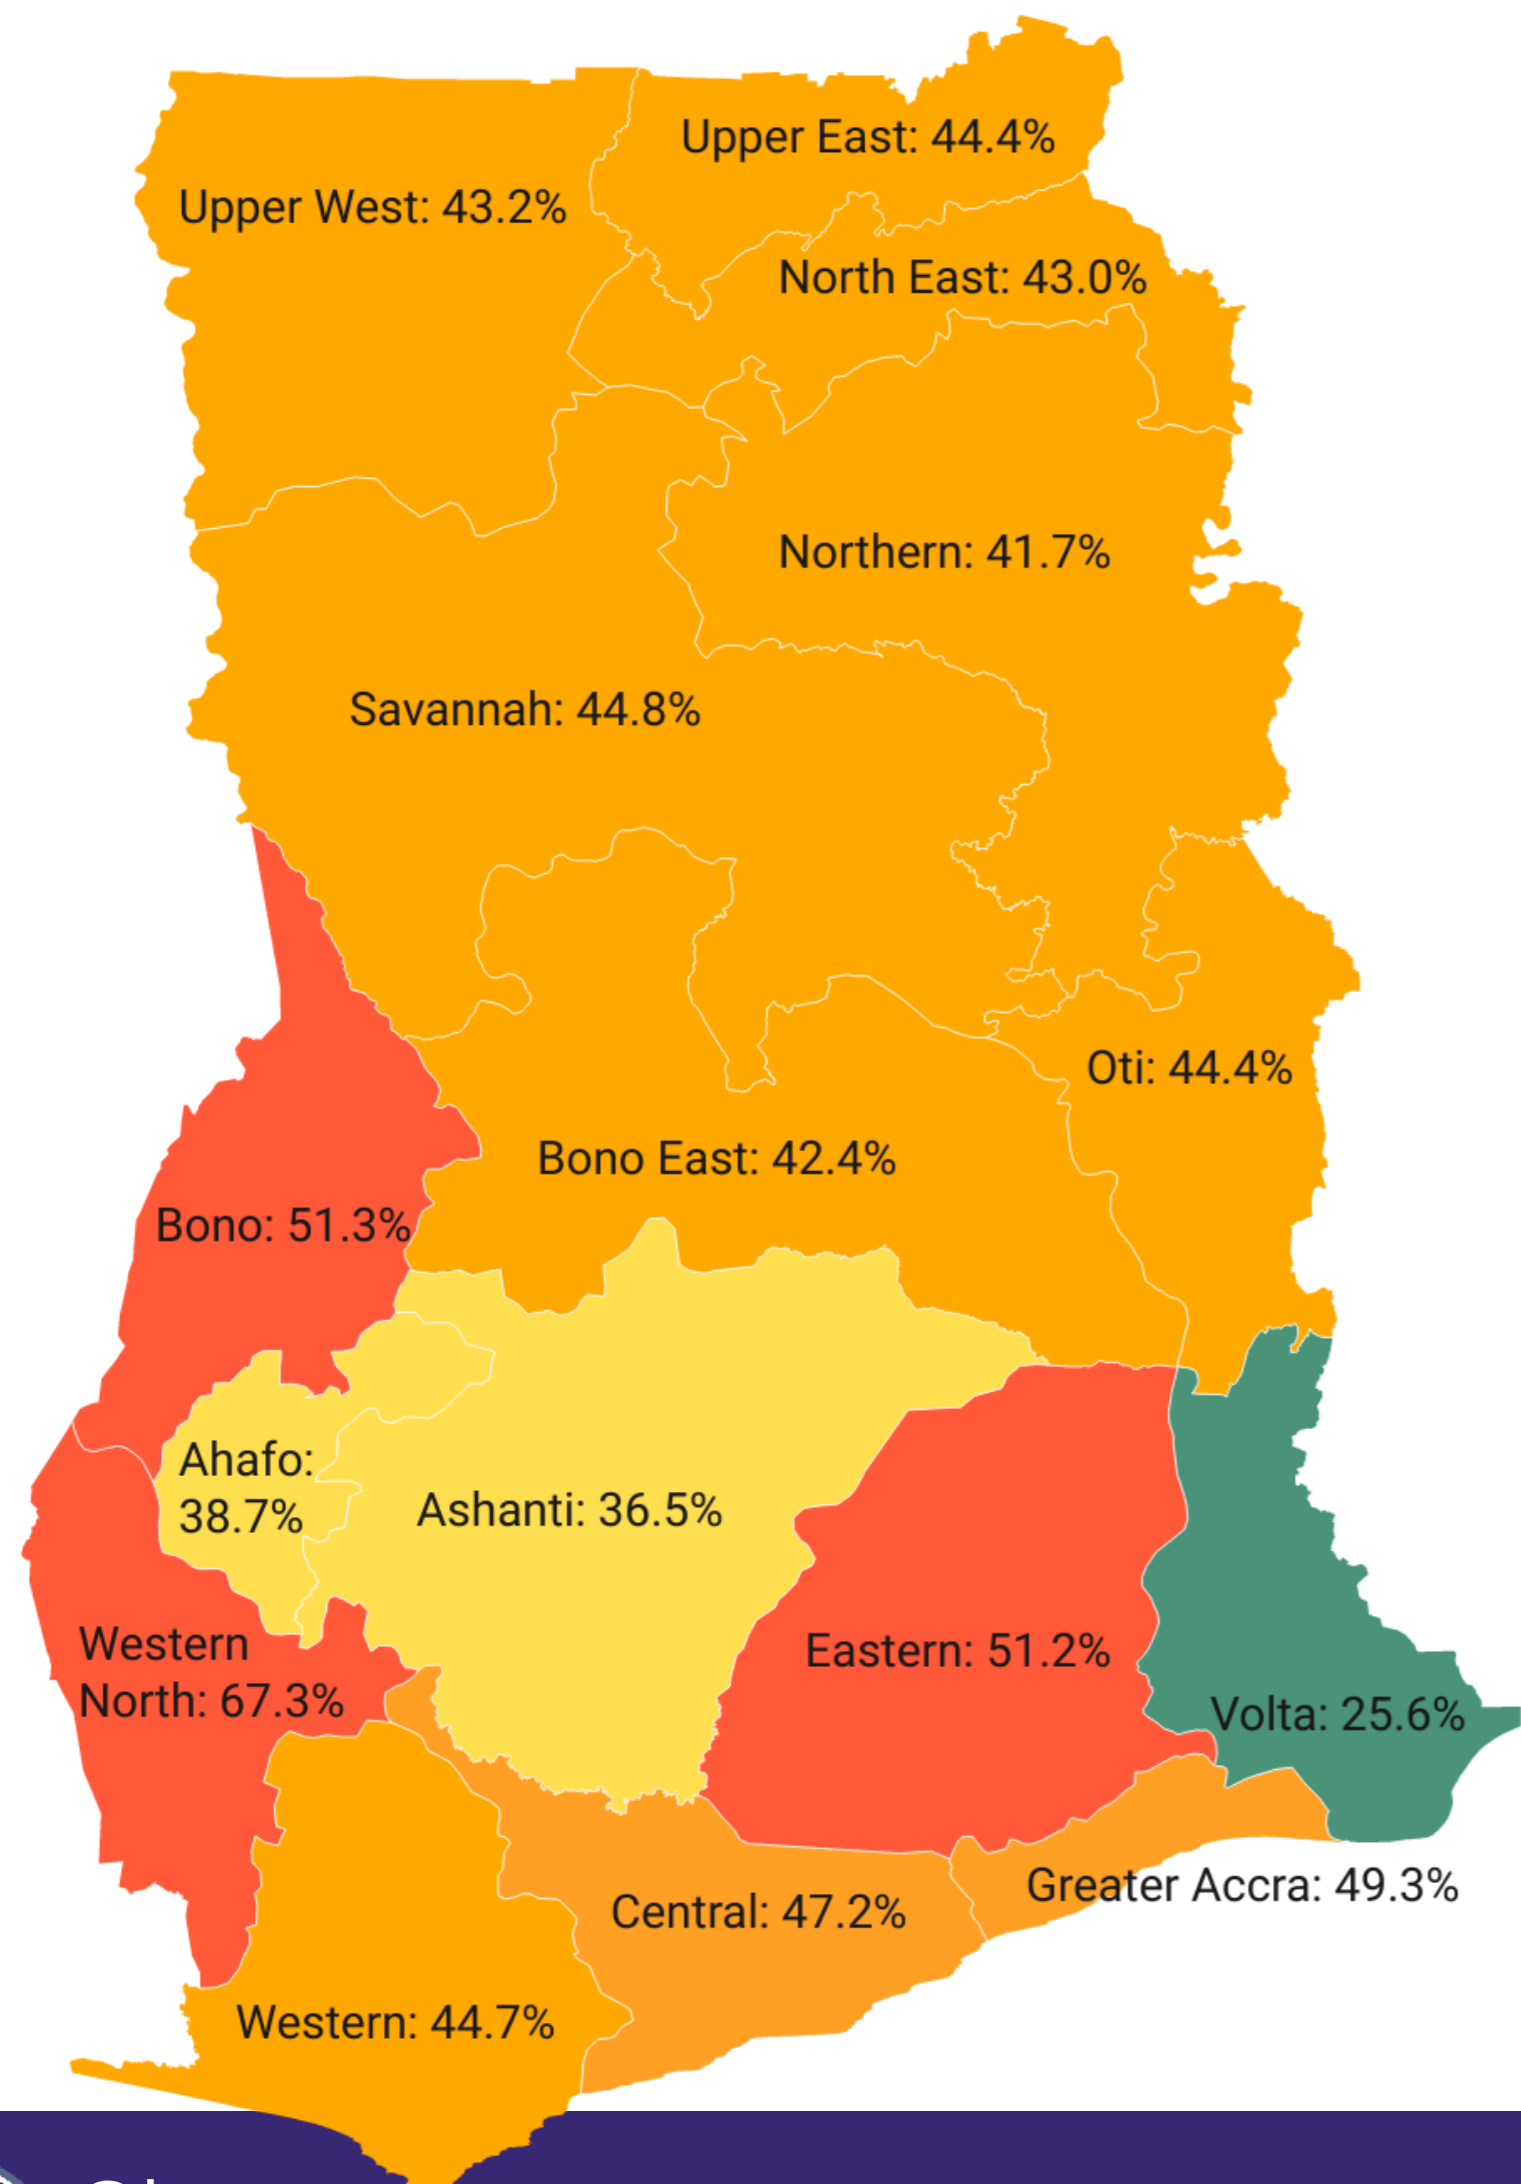 Upper East: 44.4%
Upper West: 43.2%
North East: 43.0%
Northern: 41.7%
Savannah: 44.8%
Oti: 44.4%
Bono East: 42.4%
Bono: 51.3%
Ahafo:
38.7%
Ashanti: 36.5%
Western
North: 67.3%
Eastern: 51.2%
Volta: 25.6%
Greater Accra: 49.3%
Central: 47.2%
Western: 44.7%